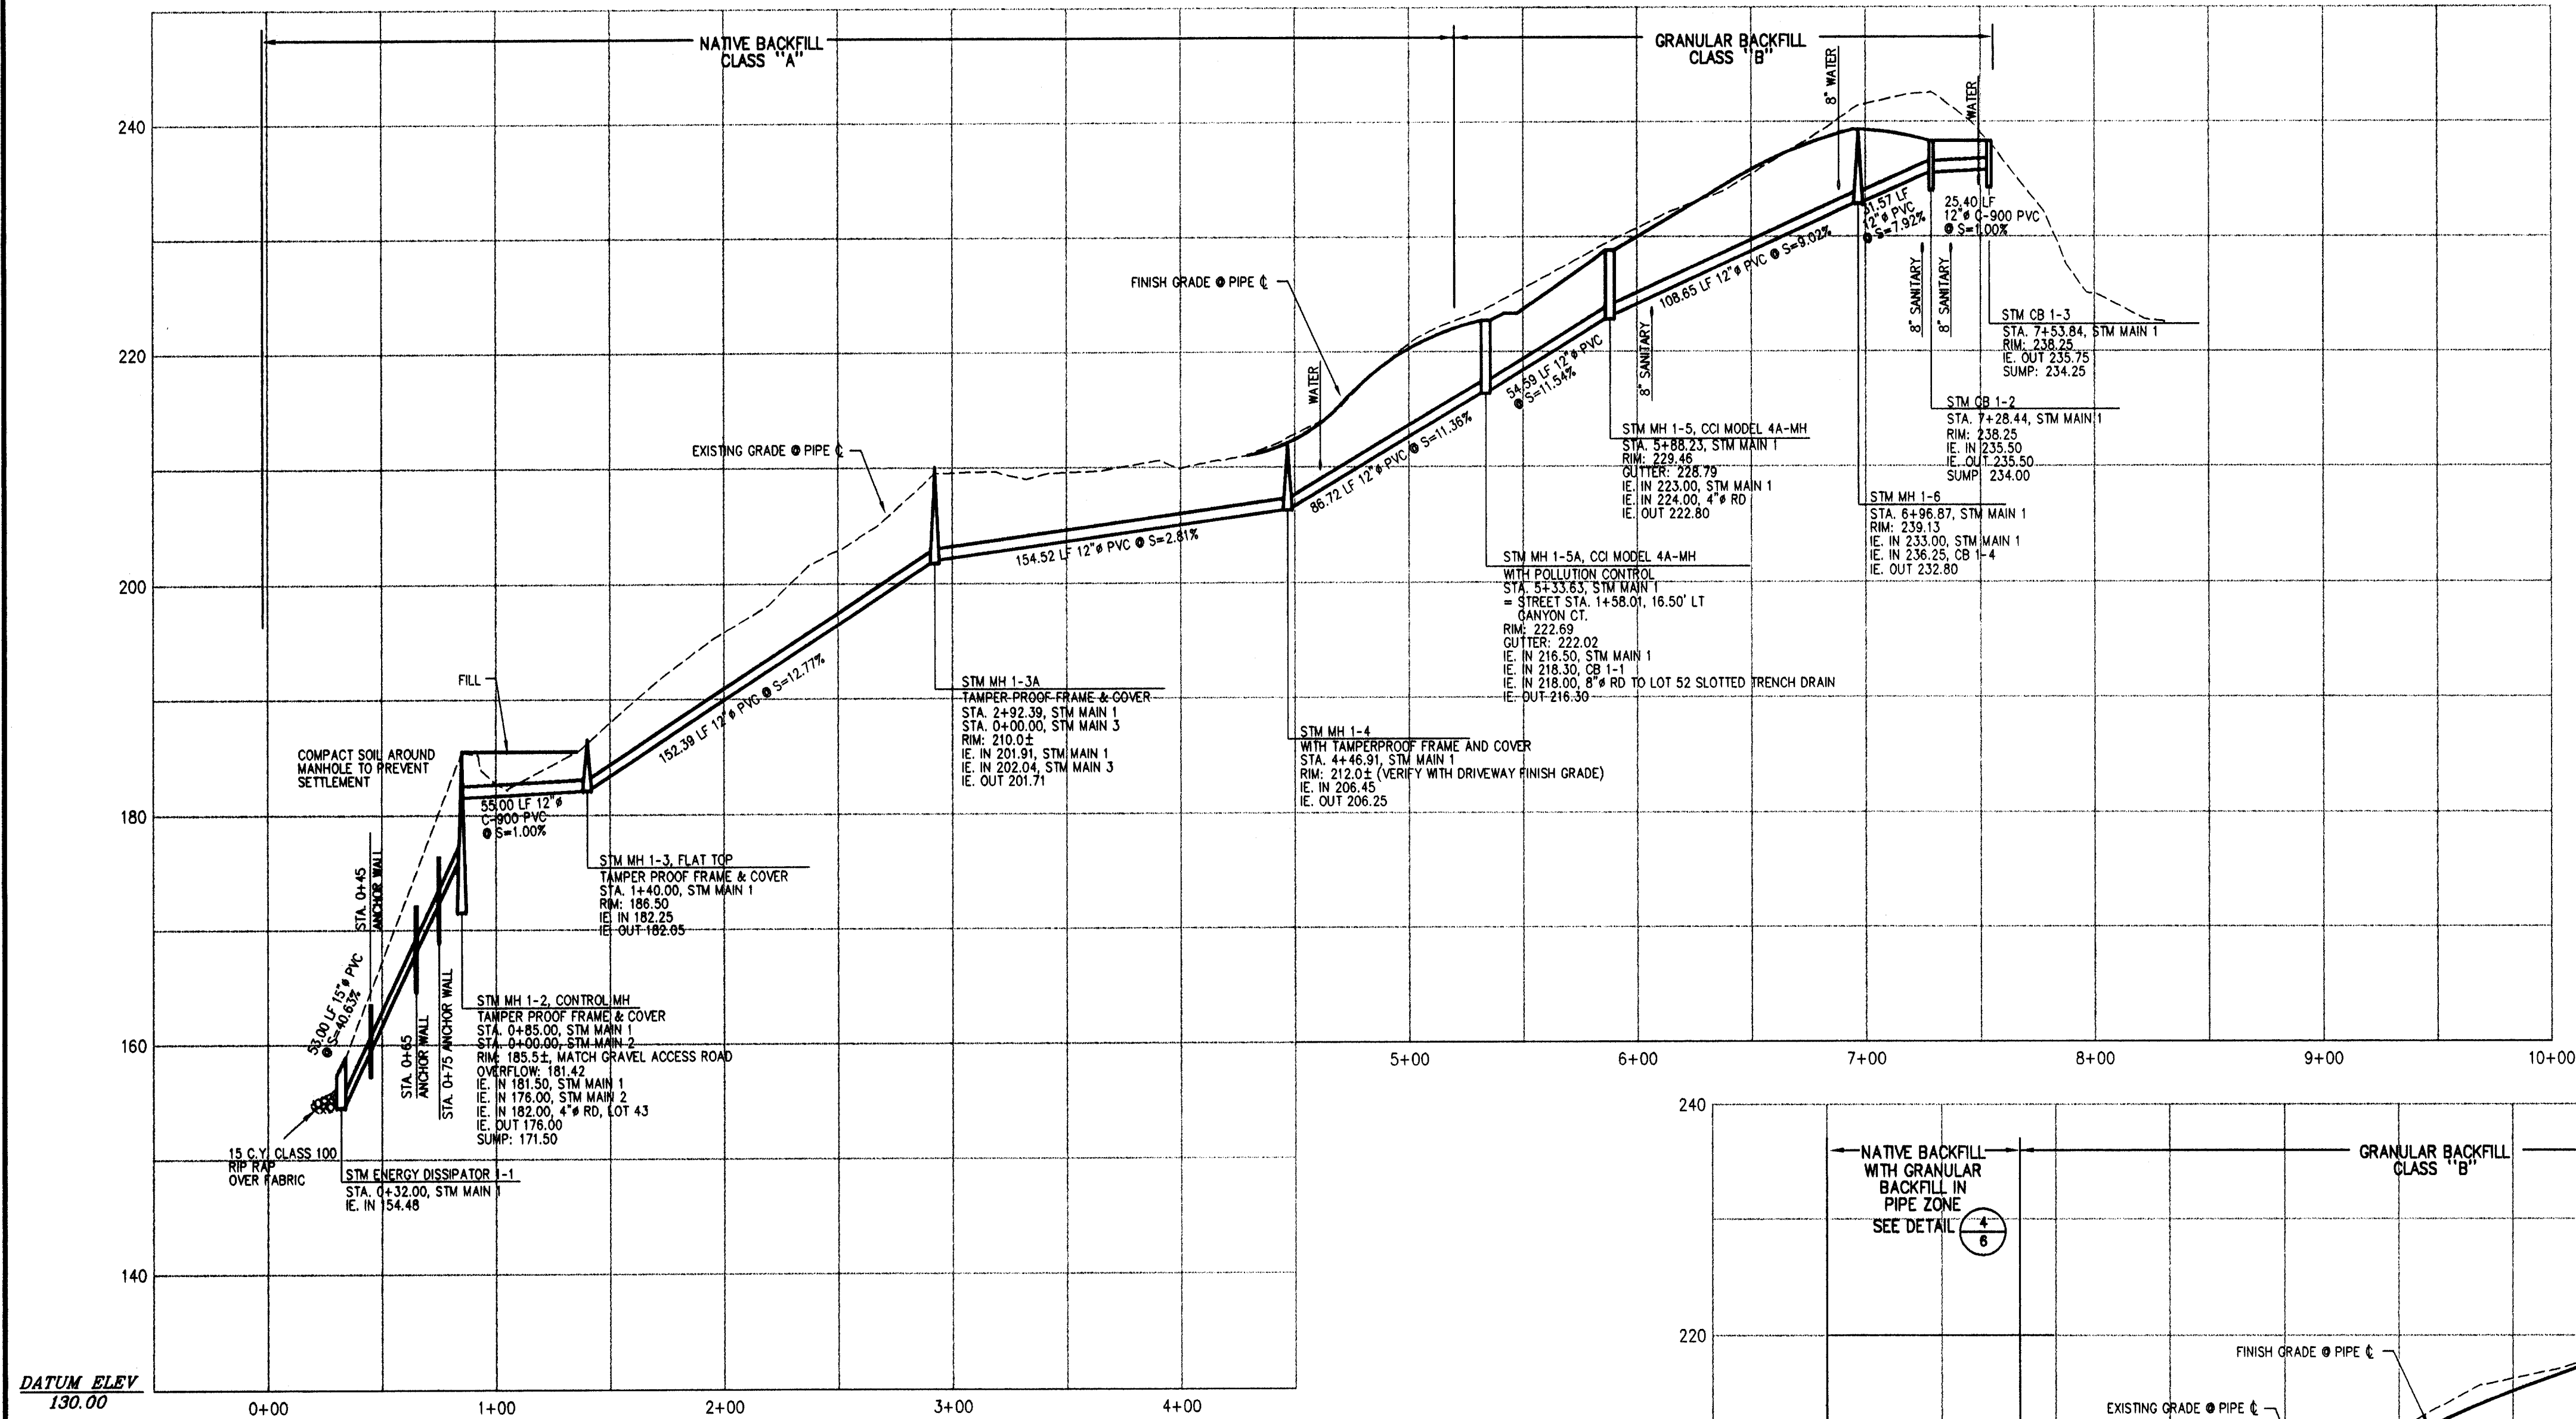 NATIVE BACKFILL
CLASS "A"
GRANULAR BACKFILL
CLASS "B"
8" WATER
WATER
240
220
200
180
160
140
FINISH GRADE @ PIPE ℄
EXISTING GRADE @ PIPE ℄
WATER
FILL
COMPACT SOIL AROUND
MANHOLE TO PREVENT
SETTLEMENT
53.00 LF 15"ø PVC
@ S=40.63%
55.00 LF 12"ø
C-900 PVC
@ S=1.00%
152.39 LF 12"ø PVC @ S=12.77%
154.52 LF 12"ø PVC @ S=2.81%
86.72 LF 12"ø PVC @ S=11.36%
54.59 LF 12"ø PVC
@ S=11.54%
108.65 LF 12"ø PVC @ S=9.02%
31.57 LF
12"ø PVC
@ S=7.92%
25.40 LF
12"ø C-900 PVC
@ S=1.00%
8" SANITARY
8" SANITARY
8" SANITARY
STM CB 1-3
STA. 7+53.84, STM MAIN 1
RIM: 238.25
IE. OUT 235.75
SUMP: 234.25
STM CB 1-2
STA. 7+28.44, STM MAIN 1
RIM: 238.25
IE. IN 235.50
IE. OUT 235.50
SUMP: 234.00
STM MH 1-6
STA. 6+96.87, STM MAIN 1
RIM: 239.13
IE. IN 233.00, STM MAIN 1
IE. IN 236.25, CB 1-4
IE. OUT 232.80
STM MH 1-5, CCI MODEL 4A-MH
STA. 5+88.23, STM MAIN 1
RIM: 229.46
GUTTER: 228.79
IE. IN 223.00, STM MAIN 1
IE. IN 224.00, 4"ø RD
IE. OUT 222.80
STM MH 1-5A, CCI MODEL 4A-MH
WITH POLLUTION CONTROL
STA. 5+33.63, STM MAIN 1
= STREET STA. 1+58.01, 16.50' LT
CANYON CT.
RIM: 222.69
GUTTER: 222.02
IE. IN 216.50, STM MAIN 1
IE. IN 218.30, CB 1-1
IE. IN 218.00, 8"ø RD TO LOT 52 SLOTTED TRENCH DRAIN
IE. OUT 216.30
STM MH 1-4
WITH TAMPERPROOF FRAME AND COVER
STA. 4+46.91, STM MAIN 1
RIM: 212.0± (VERIFY WITH DRIVEWAY FINISH GRADE)
IE. IN 206.45
IE. OUT 206.25
STM MH 1-3A
TAMPER PROOF FRAME & COVER
STA. 2+92.39, STM MAIN 1
STA. 0+00.00, STM MAIN 3
RIM: 210.0±
IE. IN 201.91, STM MAIN 1
IE. IN 202.04, STM MAIN 3
IE. OUT 201.71
STM MH 1-3, FLAT TOP
TAMPER PROOF FRAME & COVER
STA. 1+40.00, STM MAIN 1
RIM: 186.50
IE IN 182.25
IE. OUT 182.05
STM MH 1-2, CONTROL MH
TAMPER PROOF FRAME & COVER
STA. 0+85.00, STM MAIN 1
STA. 0+00.00, STM MAIN 2
RIM: 185.5±, MATCH GRAVEL ACCESS ROAD
OVERFLOW: 181.42
IE. IN 181.50, STM MAIN 1
IE. IN 176.00, STM MAIN 2
IE. IN 182.00, 4"ø RD, LOT 43
IE. OUT 176.00
SUMP: 171.50
STA. 0+45
ANCHOR WALL
STA. 0+65
ANCHOR WALL
STA. 0+75 ANCHOR WALL
15 C.Y. CLASS 100
RIP RAP
OVER FABRIC
STM ENERGY DISSIPATOR 1-1
STA. 0+32.00, STM MAIN 1
IE. IN 154.48
DATUM ELEV
130.00
0+00 1+00 2+00 3+00 4+00
5+00 6+00 7+00 8+00 9+00 10+00
240
220
NATIVE BACKFILL
WITH GRANULAR
BACKFILL IN
PIPE ZONE
SEE DETAIL 4
6
GRANULAR BACKFILL
CLASS "B"
FINISH GRADE @ PIPE ℄
EXISTING GRADE @ PIPE ℄